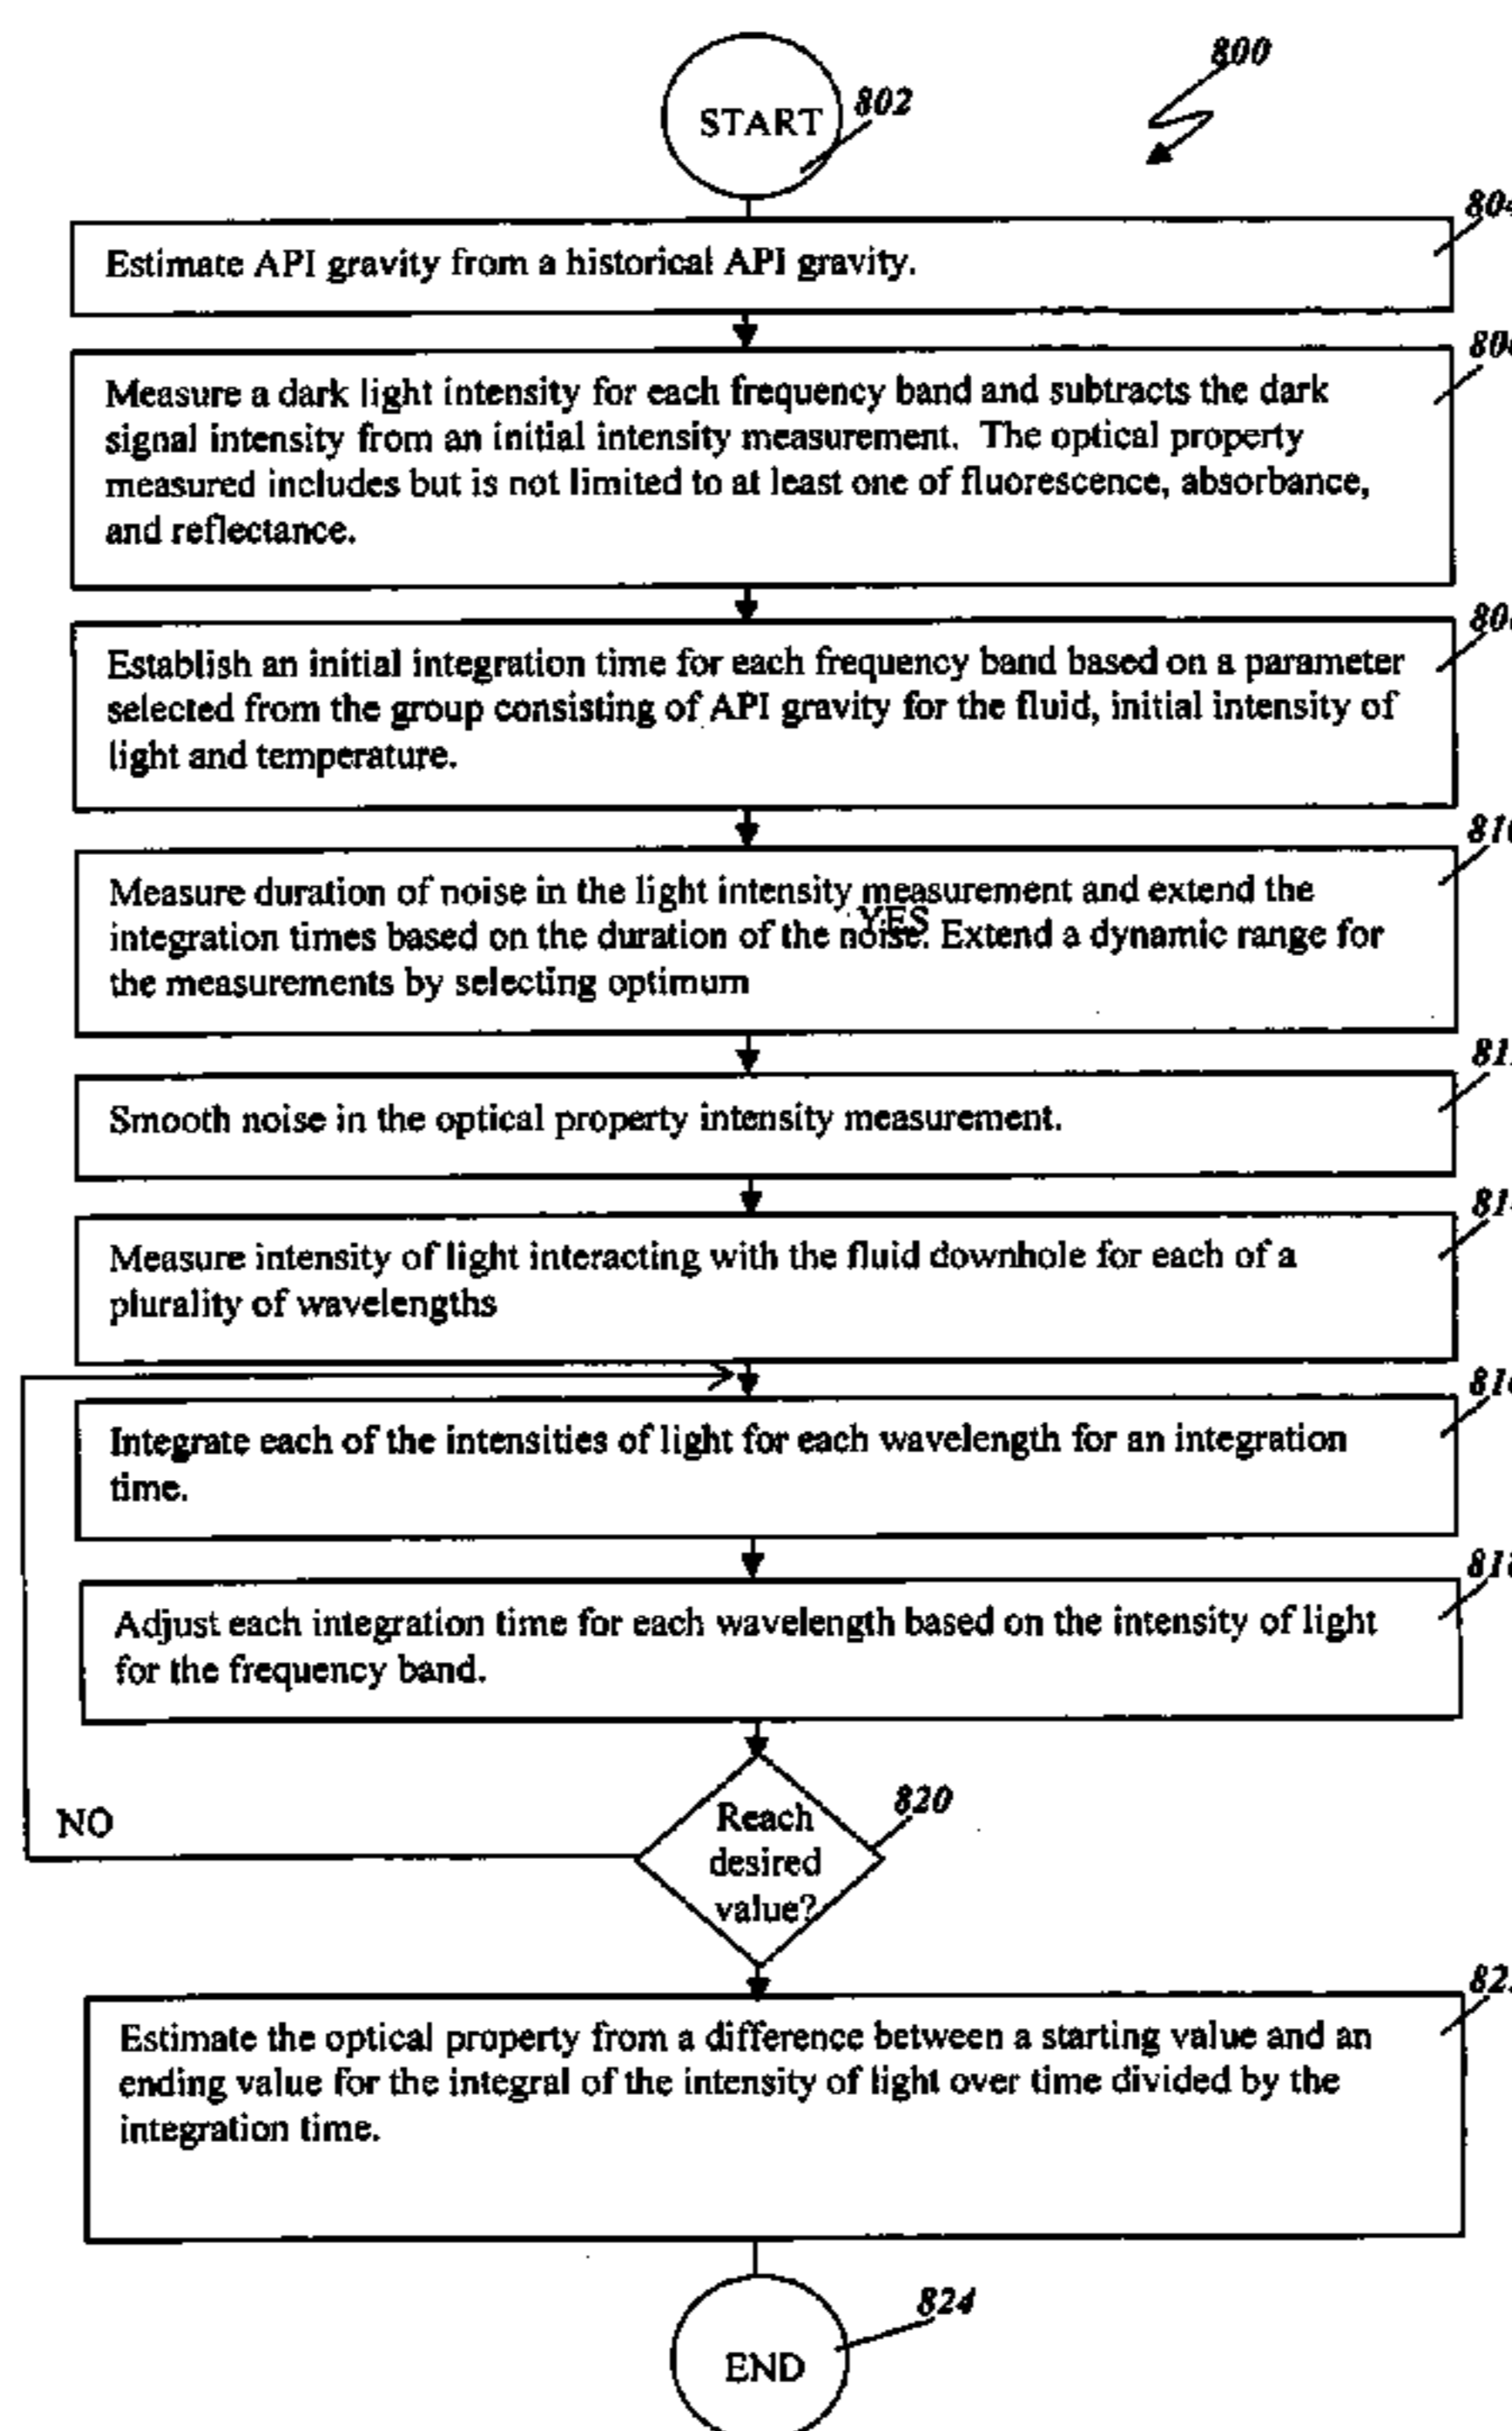 800
START
802
804
Estimate API gravity from a historical API gravity.
Measure a dark light intensity for each frequency band and subtracts the dark
signal intensity from an initial intensity measurement. The optical property
measured includes but is not limited to at least one of fluorescence, absorbance,
and reflectance.
Establish an initial integration time for each frequency band based on a parameter
selected from the group consisting of API gravity for the fluid, initial intensity of
light and temperature.
Measure duration of noise in the light intensity measurement and extend the
YES
integration times based on the duration of the noise. Extend a dynamic range for
the measurements by selecting optimum
Smooth noise in the optical property intensity measurement.
Measure intensity of light interacting with the fluid downhole for each of a
plurality of wavelengths
Integrate each of the intensities of light for each wavelength for an integration
time.
Adjust each integration time for each wavelength based on the intensity of light
for the frequency band.
820
Reach
desired
value?
NO
Estimate the optical property from a difference between a starting value and an
ending value for the integral of the intensity of light over time divided by the
integration time.
824
END